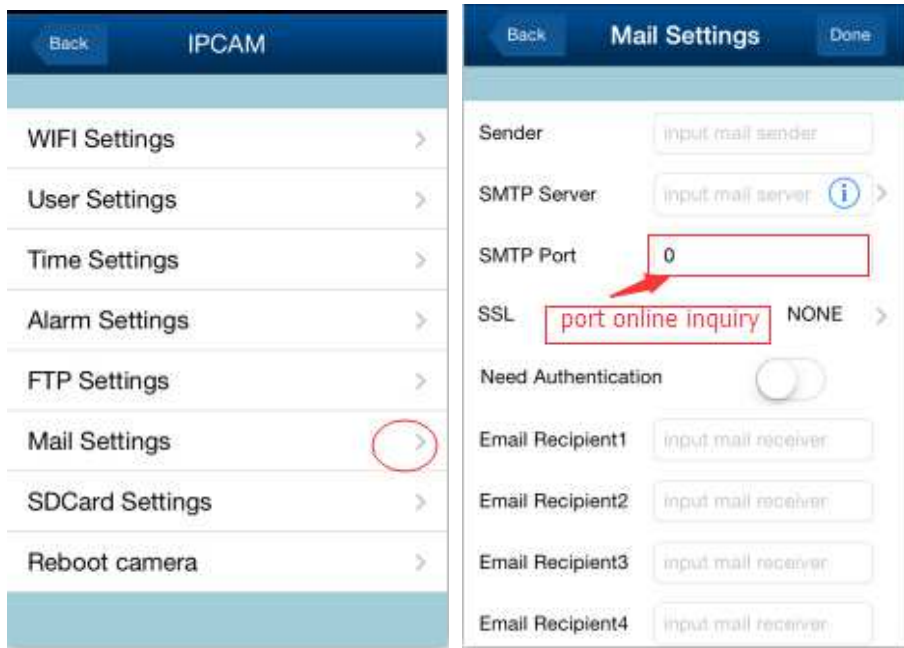 Back IPCAM
WIFI Settings
User Settings
Time Settings
Alarm Settings
FTP Settings
Mail Settings
SDCard Settings
Reboot camera
Back Mail Settings Done
Sender input mail sender
SMTP Server input mail server i
SMTP Port 0
SSL port online inquiry NONE
Need Authentication
Email Recipient1 input mail receiver
Email Recipient2 input mail receiver
Email Recipient3 input mail receiver
Email Recipient4 input mail receiver